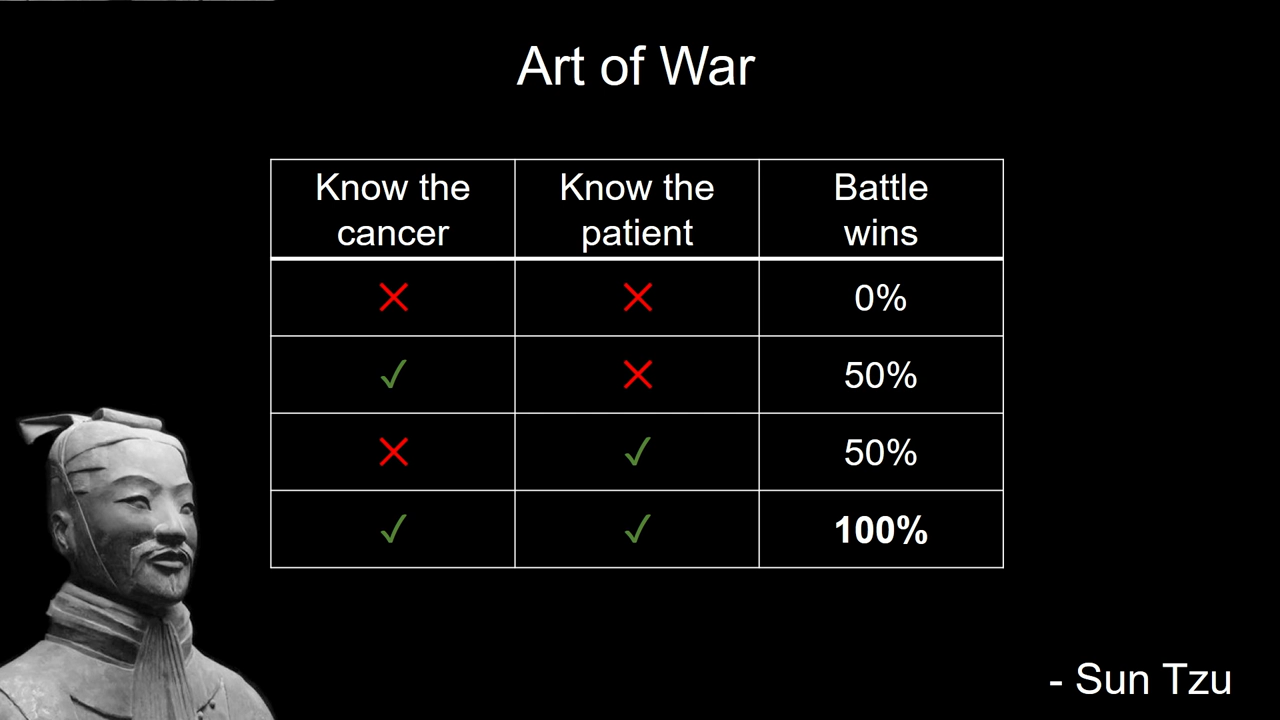 Art of War
Know the
cancer
Know the
patient
Battle
wins
✕ ✕ 0%
✓ ✕ 50%
✕ ✓ 50%
✓ ✓ 100%
- Sun Tzu